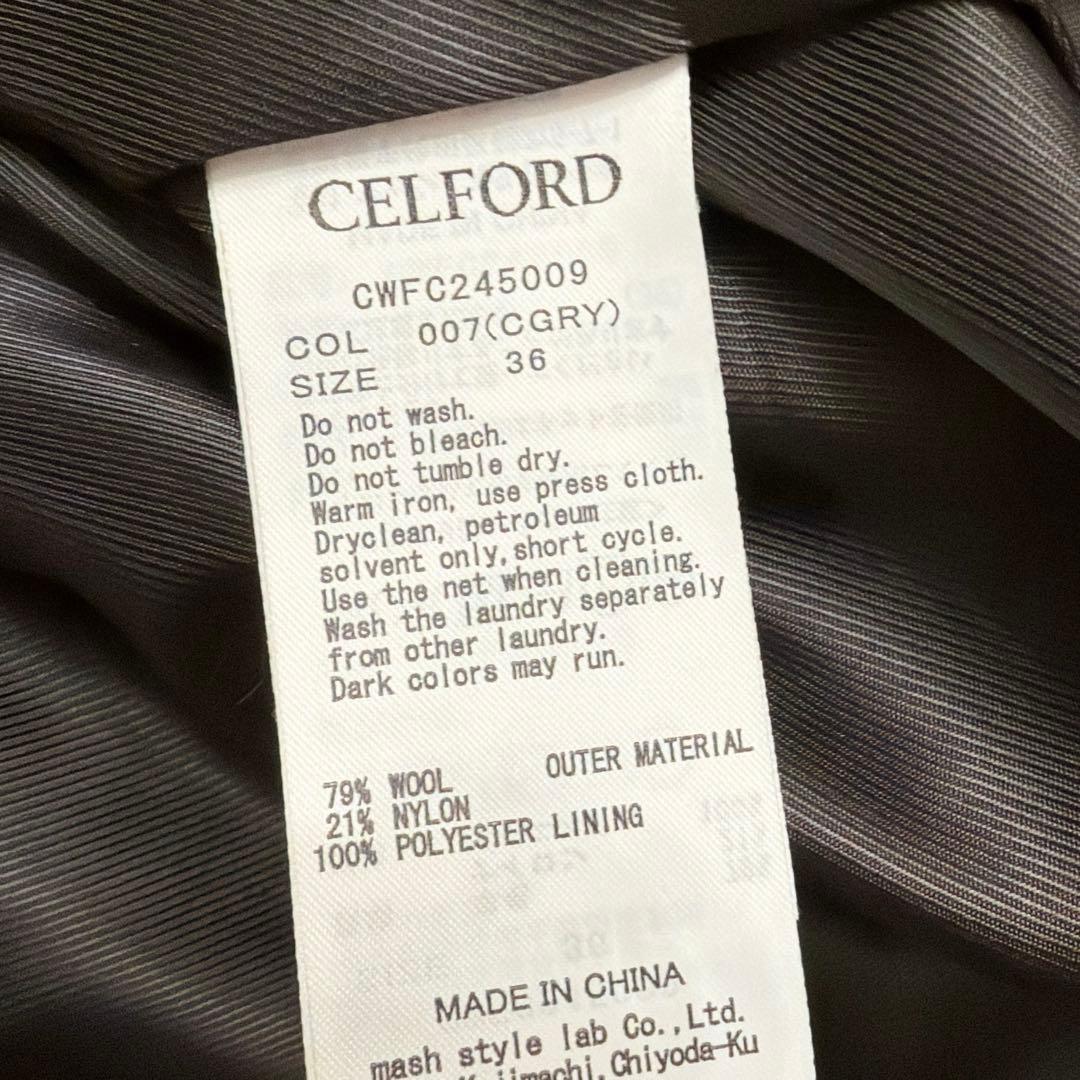 CELFORD
CWFC245009
COL 007(CGRY)
SIZE 36
Do not wash.
Do not bleach.
Do not tumble dry.
Warm iron, use press cloth.
Dryclean, petroleum
solvent only,short cycle.
Use the net when cleaning.
Wash the laundry separately
from other laundry.
Dark colors may run.
OUTER MATERIAL
79% WOOL
21% NYLON
100% POLYESTER LINING
MADE IN CHINA
mash style lab Co.,Ltd.
Chiyoda-Ku